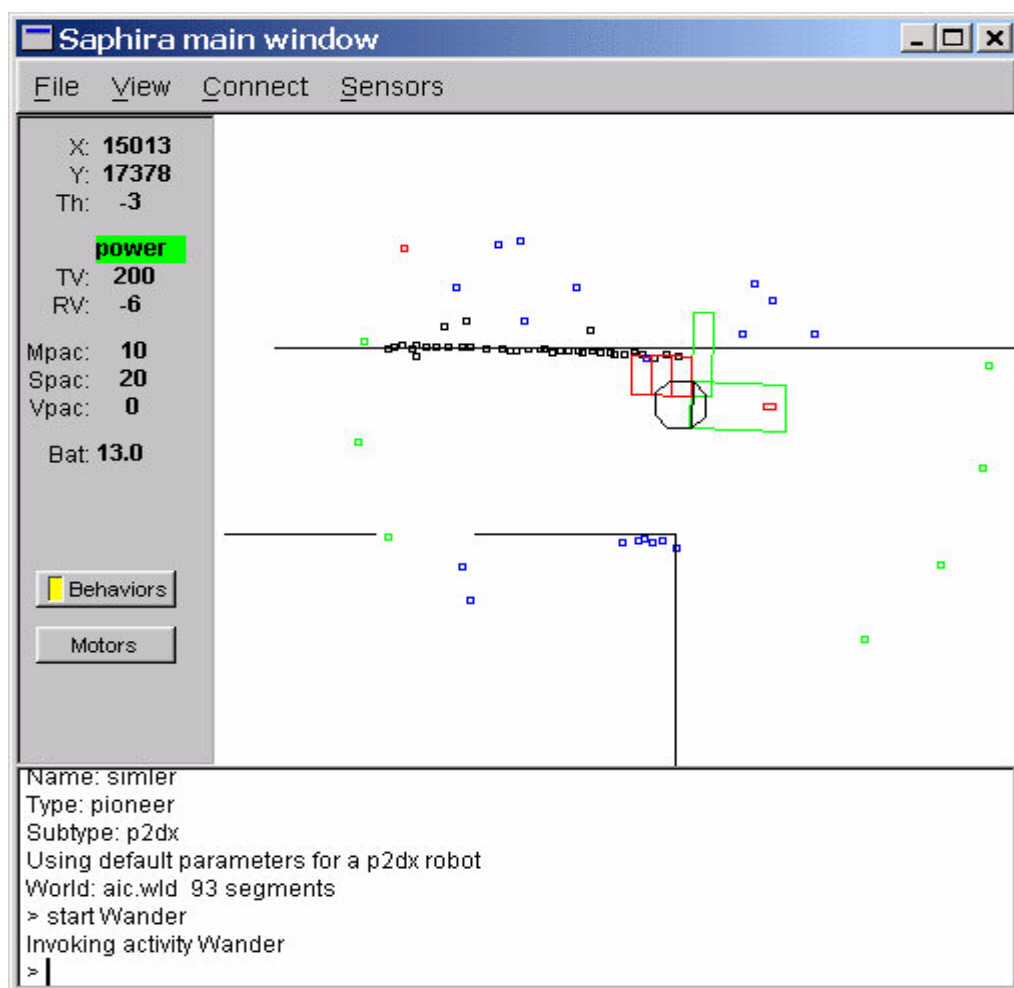 Saphira main window
File View Connect Sensors
X: 15013
Y: 17378
Th: -3
power
TV: 200
RV: -6
Mpac: 10
Spac: 20
Vpac: 0
Bat: 13.0
Behaviors
Motors
Name: simler
Type: pioneer
Subtype: p2dx
Using default parameters for a p2dx robot
World: aic.wld 93 segments
> start Wander
Invoking activity Wander
>